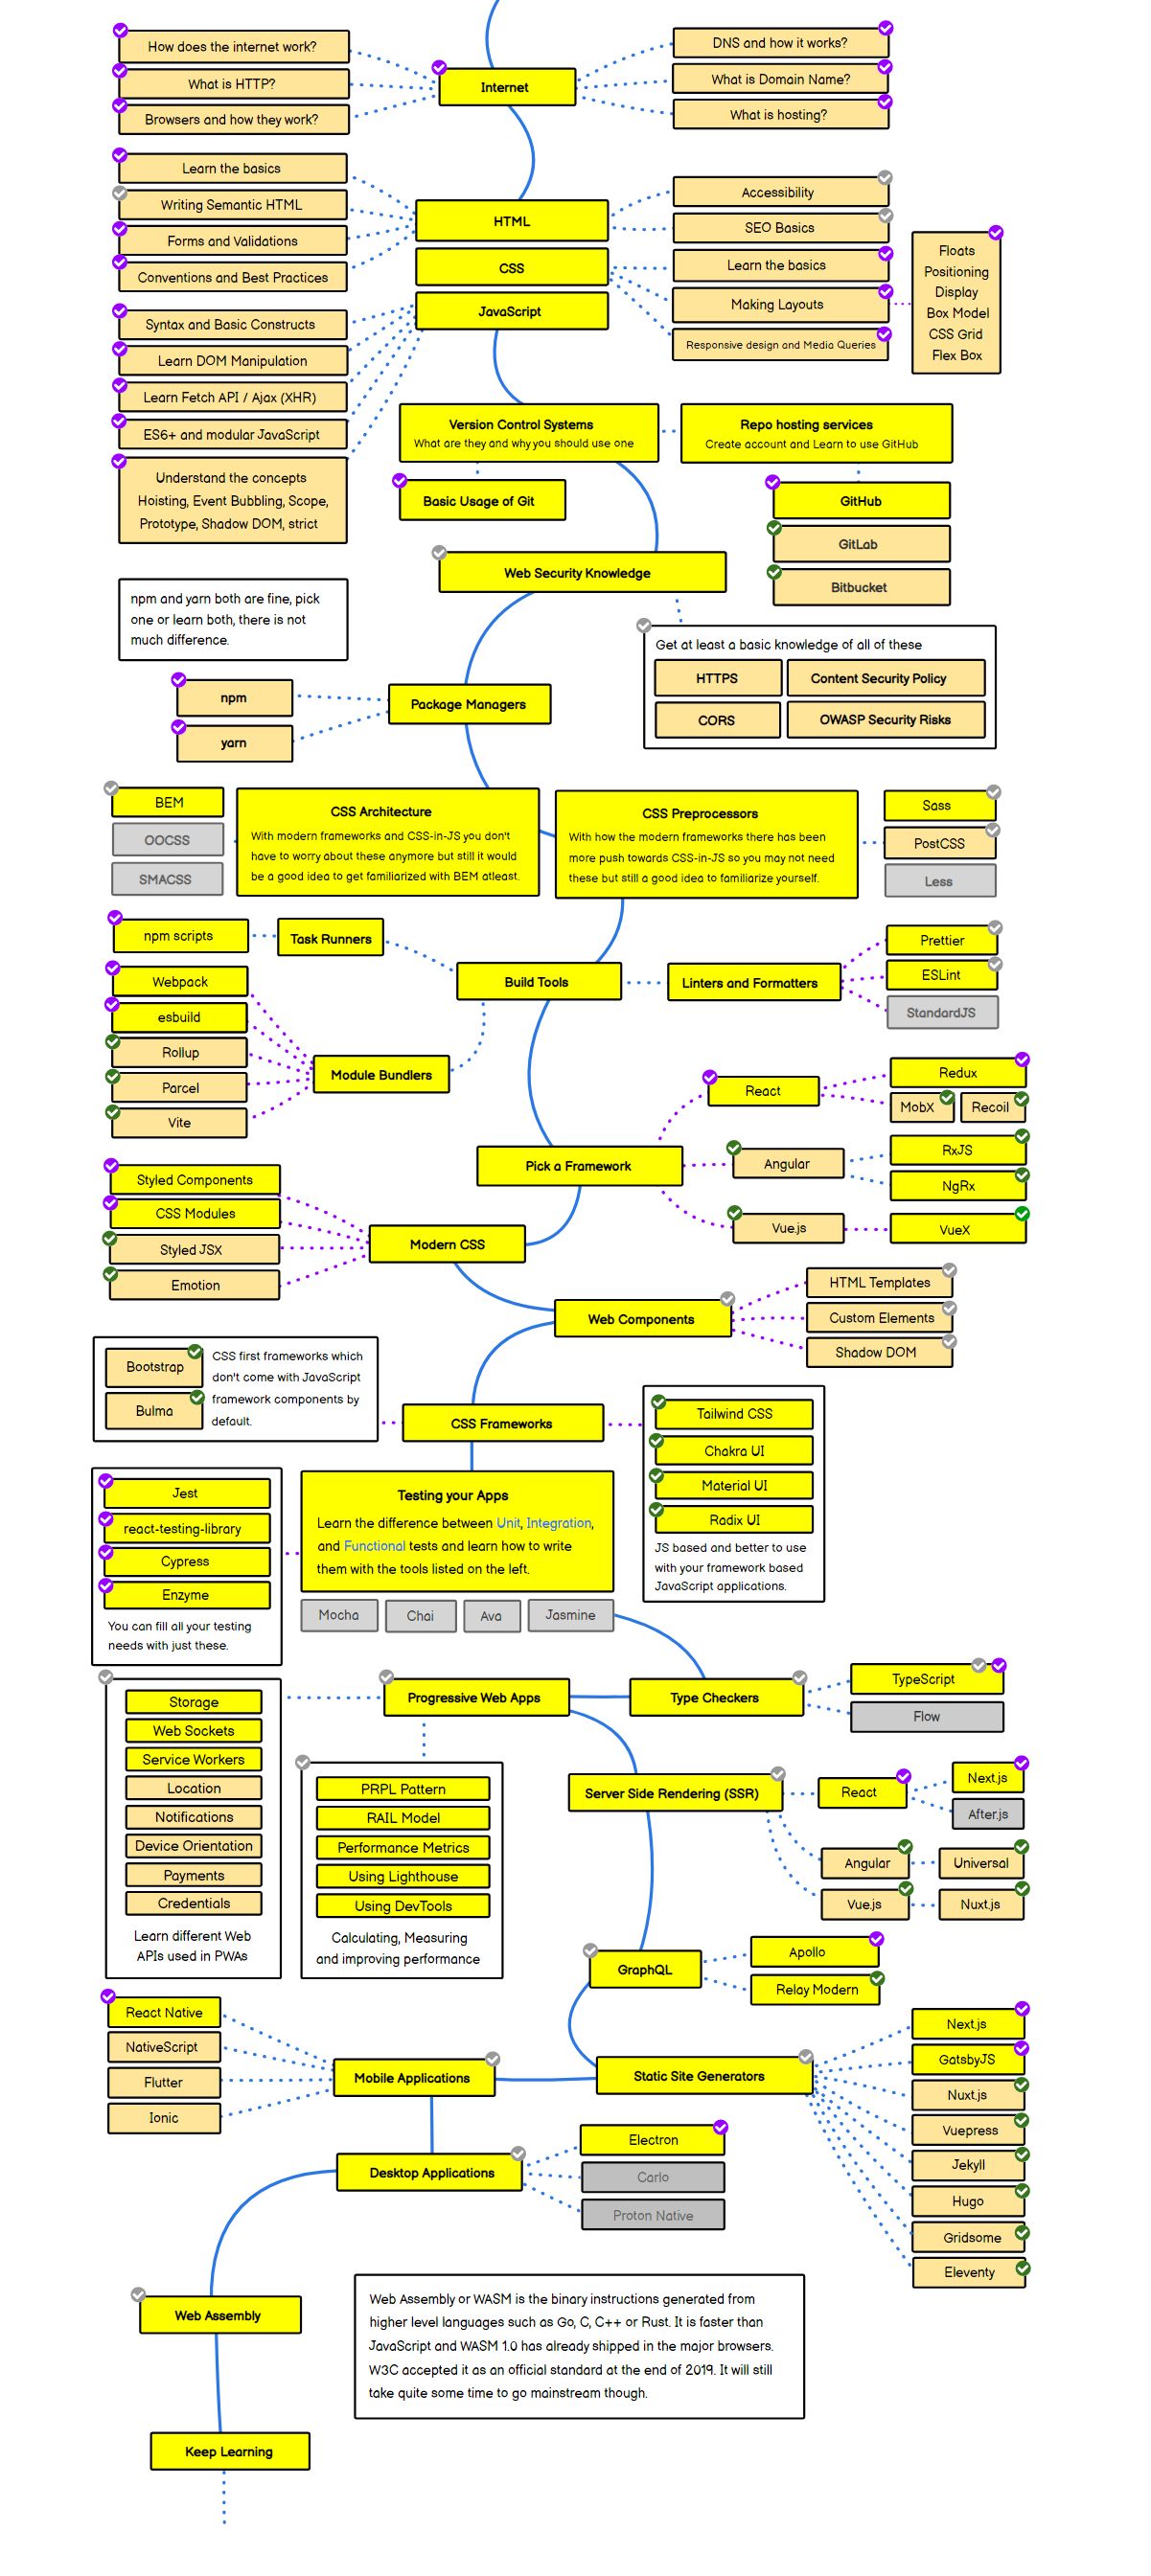 How does the internet work?
What is HTTP?
Browsers and how they work?
Internet
DNS and how it works?
What is Domain Name?
What is hosting?
Learn the basics
Writing Semantic HTML
Forms and Validations
Conventions and Best Practices
HTML
CSS
JavaScript
Accessibility
SEO Basics
Learn the basics
Making Layouts
Responsive design and Media Queries
Floats
Positioning
Display
Box Model
CSS Grid
Flex Box
Syntax and Basic Constructs
Learn DOM Manipulation
Learn Fetch API / Ajax (XHR)
ES6+ and modular JavaScript
Understand the concepts
Hoisting, Event Bubbling, Scope,
Prototype, Shadow DOM, strict
Version Control Systems
What are they and why you should use one
Repo hosting services
Create account and Learn to use GitHub
Basic Usage of Git
GitHub
GitLab
Bitbucket
Web Security Knowledge
npm and yarn both are fine, pick
one or learn both, there is not
much difference.
Get at least a basic knowledge of all of these
HTTPS
Content Security Policy
CORS
OWASP Security Risks
npm
yarn
Package Managers
BEM
OOCSS
SMACSS
CSS Architecture
With modern frameworks and CSS-in-JS you don't
have to worry about these anymore but still it would
be a good idea to get familiarized with BEM atleast.
CSS Preprocessors
With how the modern frameworks there has been
more push towards CSS-in-JS so you may not need
these but still a good idea to familiarize yourself.
Sass
PostCSS
Less
npm scripts
Task Runners
Build Tools
Linters and Formatters
Prettier
ESLint
StandardJS
Webpack
esbuild
Rollup
Parcel
Vite
Module Bundlers
Pick a Framework
React
Redux
MobX
Recoil
Angular
RxJS
NgRx
Vue.js
VueX
Styled Components
CSS Modules
Styled JSX
Emotion
Modern CSS
Web Components
HTML Templates
Custom Elements
Shadow DOM
Bootstrap
Bulma
CSS first frameworks which
don't come with JavaScript
framework components by
default.
CSS Frameworks
Tailwind CSS
Chakra UI
Material UI
Radix UI
JS based and better to use
with your framework based
JavaScript applications.
Jest
react-testing-library
Cypress
Enzyme
You can fill all your testing
needs with just these.
Testing your Apps
Learn the difference between Unit, Integration,
and Functional tests and learn how to write
them with the tools listed on the left.
Mocha
Chai
Ava
Jasmine
Progressive Web Apps
Type Checkers
TypeScript
Flow
Storage
Web Sockets
Service Workers
Location
Notifications
Device Orientation
Payments
Credentials
Learn different Web
APIs used in PWAs
PRPL Pattern
RAIL Model
Performance Metrics
Using Lighthouse
Using DevTools
Calculating, Measuring
and improving performance
Server Side Rendering (SSR)
React
Next.js
After.js
Angular
Universal
Vue.js
Nuxt.js
GraphQL
Apollo
Relay Modern
React Native
NativeScript
Flutter
Ionic
Mobile Applications
Static Site Generators
Next.js
GatsbyJS
Nuxt.js
Vuepress
Jekyll
Hugo
Gridsome
Eleventy
Desktop Applications
Electron
Carlo
Proton Native
Web Assembly
Web Assembly or WASM is the binary instructions generated from
higher level languages such as Go, C, C++ or Rust. It is faster than
JavaScript and WASM 1.0 has already shipped in the major browsers.
W3C accepted it as an official standard at the end of 2019. It will still
take quite some time to go mainstream though.
Keep Learning